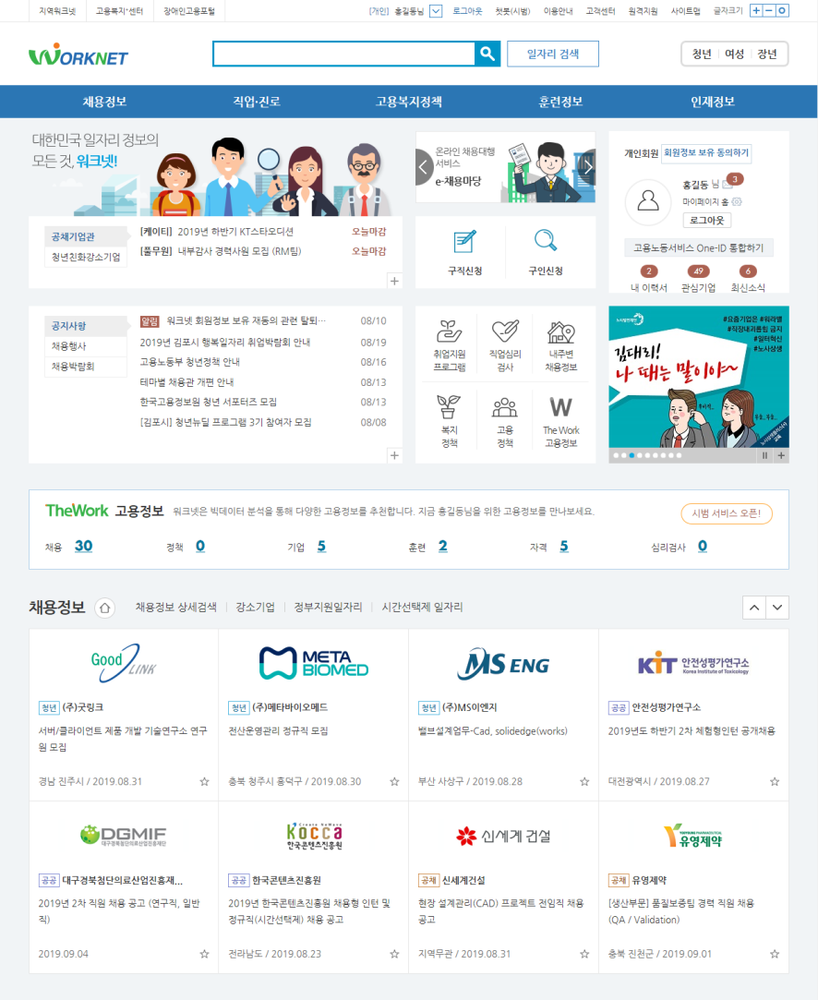 지역워크넷 고용복지+센터 장애인고용포털 [개인] 홍길동님 로그아웃 챗봇(시범) 이용안내 고객센터 원격지원 사이트맵 글자크기
WORKNET
일자리 검색
청년 여성 장년
채용정보 직업·진로 고용복지정책 훈련정보 인재정보
대한민국 일자리 정보의
모든 것, 워크넷!
공채기업관
청년친화강소기업
[케이티] 2019년 하반기 KT스타오디션 오늘마감
[풀무원] 내부감사 경력사원 모집 (RM팀) 오늘마감
온라인 채용대행
서비스
e-채용마당
구직신청 구인신청
개인회원 회원정보 보유 동의하기
홍길동 님 3
마이페이지 홈
로그아웃
고용노동서비스 One-ID 통합하기
2 49 6
내 이력서 관심기업 최신소식
공지사항
채용행사
채용박람회
알림 워크넷 회원정보 보유 재동의 관련 탈퇴… 08/10
2019년 김포시 행복일자리 취업박람회 안내 08/19
고용노동부 청년정책 안내 08/16
테마별 채용관 개편 안내 08/13
한국고용정보원 청년 서포터즈 모집 08/13
[김포시] 청년뉴딜 프로그램 3기 참여자 모집 08/08
취업지원
프로그램
직업심리
검사
내주변
채용정보
복지
정책
고용
정책
The Work
고용정보
노사발전재단
#요즘기업은 #워라밸
#직장내괴롭힘 금지
#일터혁신
#노사상생
김대리!
나 때는 말이야~
TheWork 고용정보 워크넷은 빅데이터 분석을 통해 다양한 고용정보를 추천합니다. 지금 홍길동님을 위한 고용정보를 만나보세요. 시범 서비스 오픈!
채용 30 정책 0 기업 5 훈련 2 자격 5 심리검사 0
채용정보 채용정보 상세검색 강소기업 정부지원일자리 시간선택제 일자리
Good LINK
청년 (주)굿링크
서버/클라이언트 제품 개발 기술연구소 연구
원 모집
경남 진주시 / 2019.08.31
META
BIOMED
청년 (주)메타바이오메드
전산운영관리 정규직 모집
충북 청주시 흥덕구 / 2019.08.30
MS ENG
청년 (주)MS이엔지
밸브설계업무-Cad, solidedge(works)
부산 사상구 / 2019.08.28
KIT 안전성평가연구소
Korea Institute of Toxicology
공공 안전성평가연구소
2019년도 하반기 2차 체험형인턴 공개채용
대전광역시 / 2019.08.27
DGMIF
대구경북첨단의료산업진흥재단
공공 대구경북첨단의료산업진흥재...
2019년 2차 직원 채용 공고 (연구직, 일반
직)
2019.09.04
kocca
한국콘텐츠진흥원
공공 한국콘텐츠진흥원
2019년 한국콘텐츠진흥원 채용형 인턴 및
정규직(시간선택제) 채용 공고
전라남도 / 2019.08.23
신세계 건설
공채 신세계건설
현장 설계관리(CAD) 프로젝트 전임직 채용
공고
지역무관 / 2019.08.31
유영제약
공채 유영제약
[생산부문] 품질보증팀 경력 직원 채용
(QA / Validation)
충북 진천군 / 2019.09.01